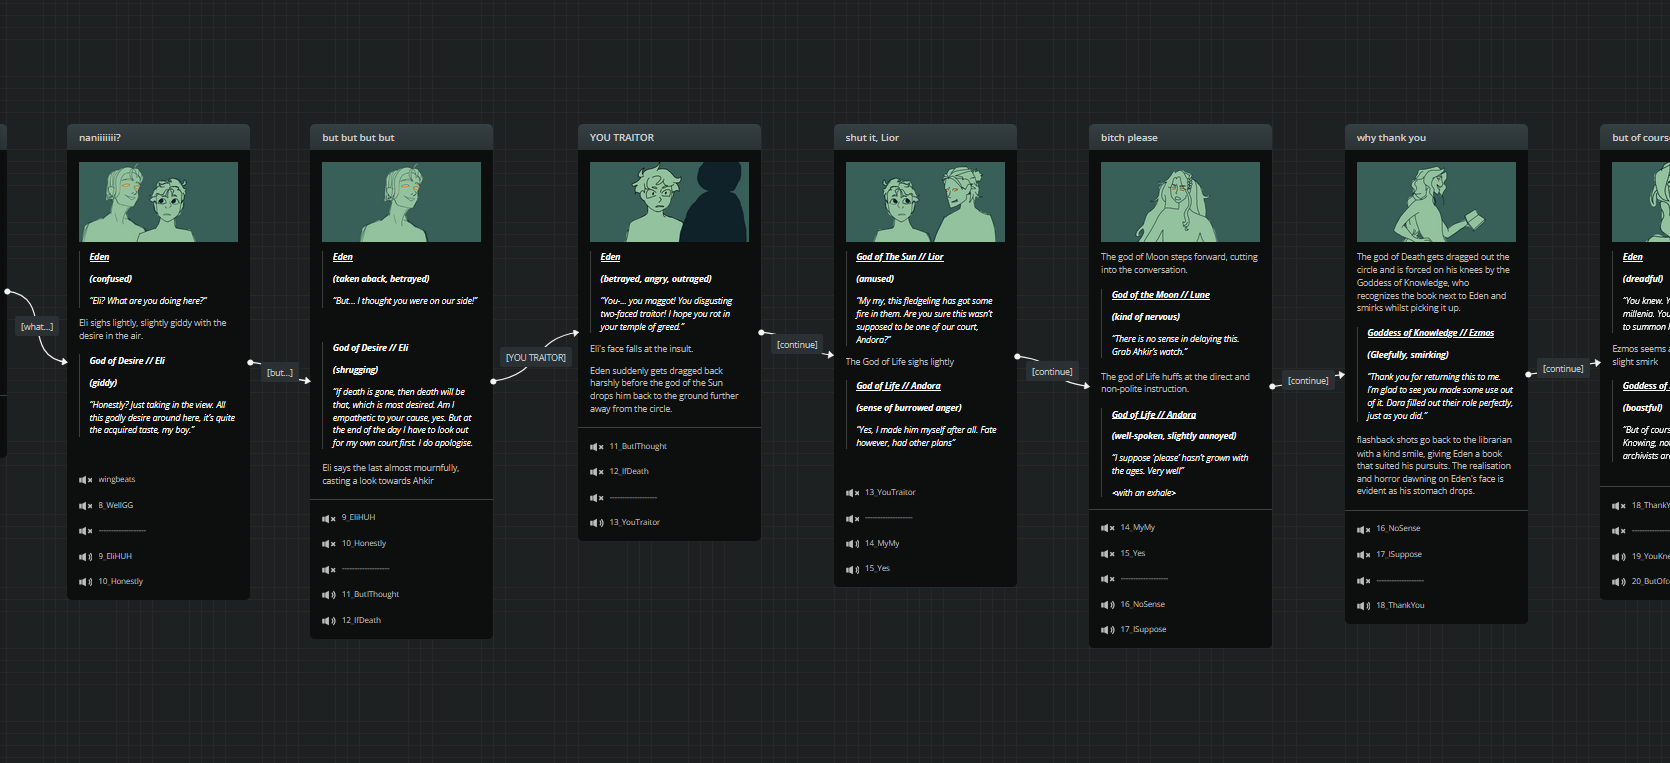 [what...]
naniiiiiii?
Eden
(confused)
“Eli? What are you doing here?”
Eli sighs lightly, slightly giddy with the
desire in the air.
God of Desire // Eli
(giddy)
“Honestly? Just taking in the view. All
this godly desire around here, it’s quite
the acquired taste, my boy.”
wingbeats
8_WellGG
--------------------
9_EliHUH
10_Honestly
[but...]
but but but but
Eden
(taken aback, betrayed)
“But... I thought you were on our side!”
God of Desire // Eli
(shrugging)
“If death is gone, then death will be
that, which is most desired. Am I
empathetic to your cause, yes. But at
the end of the day I have to look out
for my own court first. I do apologise.
Eli says the last almost mournfully,
casting a look towards Ahkir
9_EliHUH
10_Honestly
--------------------
11_ButIThought
12_IfDeath
[YOU TRAITOR]
YOU TRAITOR
Eden
(betrayed, angry, outraged)
“You-... you maggot! You disgusting
two-faced traitor! I hope you rot in
your temple of greed.”
Eli’s face falls at the insult.
Eden suddenly gets dragged back
harshly before the god of the Sun
drops him back to the ground further
away from the circle.
11_ButIThought
12_IfDeath
--------------------
13_YouTraitor
[continue]
shut it, Lior
God of The Sun // Lior
(amused)
“My my, this fledgeling has got some
fire in them. Are you sure this wasn’t
supposed to be one of our court,
Andora?”
The God of Life sighs lightly
God of Life // Andora
(sense of burrowed anger)
“Yes, I made him myself after all. Fate
however, had other plans”
13_YouTraitor
--------------------
14_MyMy
15_Yes
[continue]
bitch please
The god of Moon steps forward, cutting
into the conversation.
God of the Moon // Lune
(kind of nervous)
“There is no sense in delaying this.
Grab Ahkir’s watch.”
The god of Life huffs at the direct and
non-polite instruction.
God of Life // Andora
(well-spoken, slightly annoyed)
“I suppose ‘please’ hasn’t grown with
the ages. Very well”
<with an exhale>
14_MyMy
15_Yes
--------------------
16_NoSense
17_ISuppose
[continue]
why thank you
The god of Death gets dragged out the
circle and is forced on his knees by the
Goddess of Knowledge, who
recognizes the book next to Eden and
smirks whilst picking it up.
Goddess of Knowledge // Ezmos
(Gleefully, smirking)
“Thank you for returning this to me.
I’m glad to see you made some use out
of it. Dara filled out their role perfectly,
just as you did.”
flashback shots go back to the librarian
with a kind smile, giving Eden a book
that suited his pursuits. The realisation
and horror dawning on Eden’s face is
evident as his stomach drops.
16_NoSense
17_ISuppose
--------------------
18_ThankYou
[continue]
but of cours
Eden
(dreadful)
“You knew. Y
millenia. You
to summon
Ezmos seems a
slight smirk
Goddess of
(boastful)
“But of cours
Knowing, no
archivists ar
18_ThankY
--------------------
19_YouKne
20_ButOfco